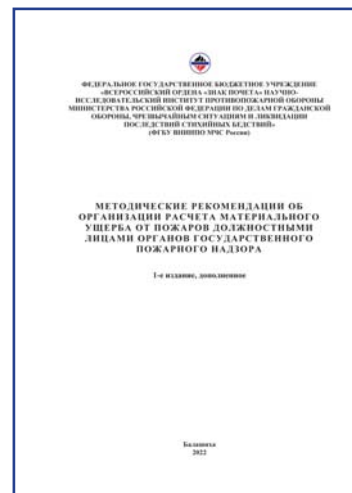 ФЕДЕРАЛЬНОЕ ГОСУДАРСТВЕННОЕ БЮДЖЕТНОЕ УЧРЕЖДЕНИЕ
«ВСЕРОССИЙСКИЙ ОРДЕНА «ЗНАК ПОЧЕТА» НАУЧНО-
ИССЛЕДОВАТЕЛЬСКИЙ ИНСТИТУТ ПРОТИВОПОЖАРНОЙ ОБОРОНЫ
МИНИСТЕРСТВА РОССИЙСКОЙ ФЕДЕРАЦИИ ПО ДЕЛАМ ГРАЖДАНСКОЙ
ОБОРОНЫ, ЧРЕЗВЫЧАЙНЫМ СИТУАЦИЯМ И ЛИКВИДАЦИИ
ПОСЛЕДСТВИЙ СТИХИЙНЫХ БЕДСТВИЙ»
(ФГБУ ВНИИПО МЧС России)
МЕТОДИЧЕСКИЕ РЕКОМЕНДАЦИИ ОБ
ОРГАНИЗАЦИИ РАСЧЕТА МАТЕРИАЛЬНОГО
УЩЕРБА ОТ ПОЖАРОВ ДОЛЖНОСТНЫМИ
ЛИЦАМИ ОРГАНОВ ГОСУДАРСТВЕННОГО
ПОЖАРНОГО НАДЗОРА
1-е издание, дополненное
Балашиха
2022